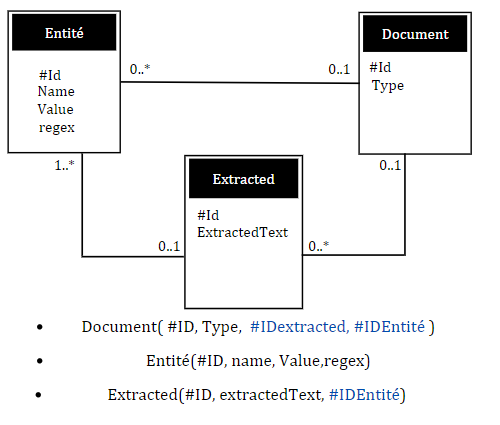 Entité
#Id
Name
Value
regex
0..*
0..1
Document
#Id
Type
1..*
0..1
Extracted
#Id
ExtractedText
0..1
0..*
• Document( #ID, Type, #IDextracted, #IDEntité )
• Entité(#ID, name, Value,regex)
• Extracted(#ID, extractedText, #IDEntité)